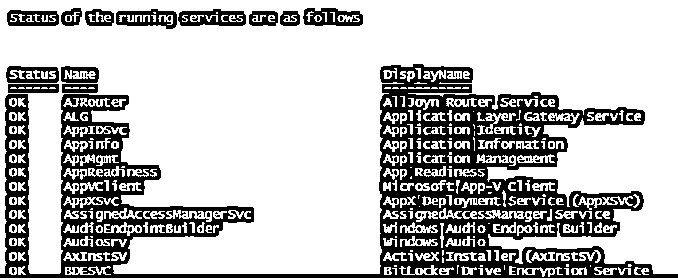 Status of the running services are as follows
Status Name DisplayName
------ ---- -----------
OK AJRouter AllJoyn Router Service
OK ALG Application Layer Gateway Service
OK AppIDSvc Application Identity
OK Appinfo Application Information
OK AppMgmt Application Management
OK AppReadiness App Readiness
OK AppVClient Microsoft App-V Client
OK AppXSvc AppX Deployment Service (AppXSVC)
OK AssignedAccessManagerSvc AssignedAccessManager Service
OK AudioEndpointBuilder Windows Audio Endpoint Builder
OK Audiosrv Windows Audio
OK AxInstSV ActiveX Installer (AxInstSV)
OK BDESVC BitLocker Drive Encryption Service